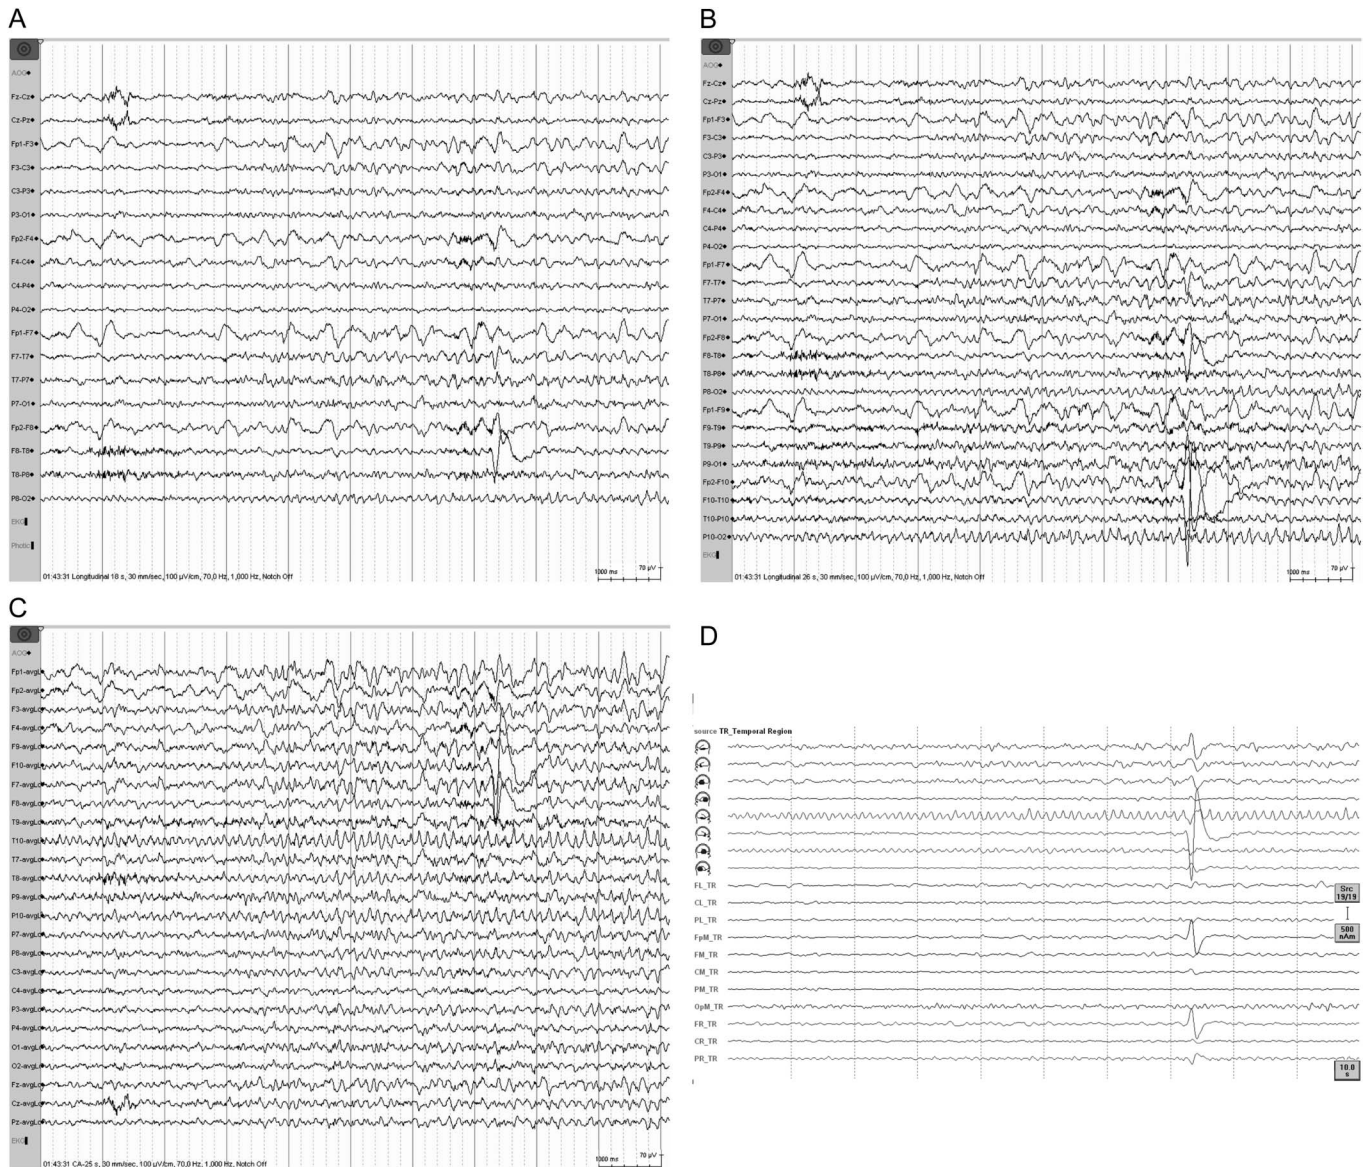 A
AOG
Fz-Cz
Cz-Pz
Fp1-F3
F3-C3
C3-P3
P3-O1
Fp2-F4
F4-C4
C4-P4
P4-O2
Fp1-F7
F7-T7
T7-P7
P7-O1
Fp2-F8
F8-T8
T8-P8
P8-O2
EKG
Photic
01:43:31 Longitudinal 18 s, 30 mm/sec, 100 µV/cm, 70,0 Hz, 1,000 Hz, Notch Off
1000 ms
70 µV
B
AOG
Fz-Cz
Cz-Pz
Fp1-F3
F3-C3
C3-P3
P3-O1
Fp2-F4
F4-C4
C4-P4
P4-O2
Fp1-F7
F7-T7
T7-P7
P7-O1
Fp2-F8
F8-T8
T8-P8
P8-O2
Fp1-F9
F9-T9
T9-P9
P9-O1
Fp2-F10
F10-T10
T10-P10
P10-O2
EKG
01:43:31 Longitudinal 26 s, 30 mm/sec, 100 µV/cm, 70,0 Hz, 1,000 Hz, Notch Off
1000 ms
70 µV
C
AOG
Fp1-avgL
Fp2-avgL
F3-avgL
F4-avgL
F9-avgL
F10-avgL
F7-avgL
F8-avgL
T9-avgL
T10-avgL
T7-avgL
T8-avgL
P9-avgL
P10-avgL
P7-avgL
P8-avgL
C3-avgL
C4-avgL
P3-avgL
P4-avgL
O1-avgL
O2-avgL
Fz-avgL
Cz-avgL
Pz-avgL
EKG
01:43:31 CA-25 s, 30 mm/sec, 100 µV/cm, 70,0 Hz, 1,000 Hz, Notch Off
1000 ms
70 µV
D
source TR_Temporal Region
FL_TR
CL_TR
PL_TR
FpM_TR
FM_TR
CM_TR
PM_TR
OpM_TR
FR_TR
CR_TR
PR_TR
Src
19/19
500
nAm
10.0
s